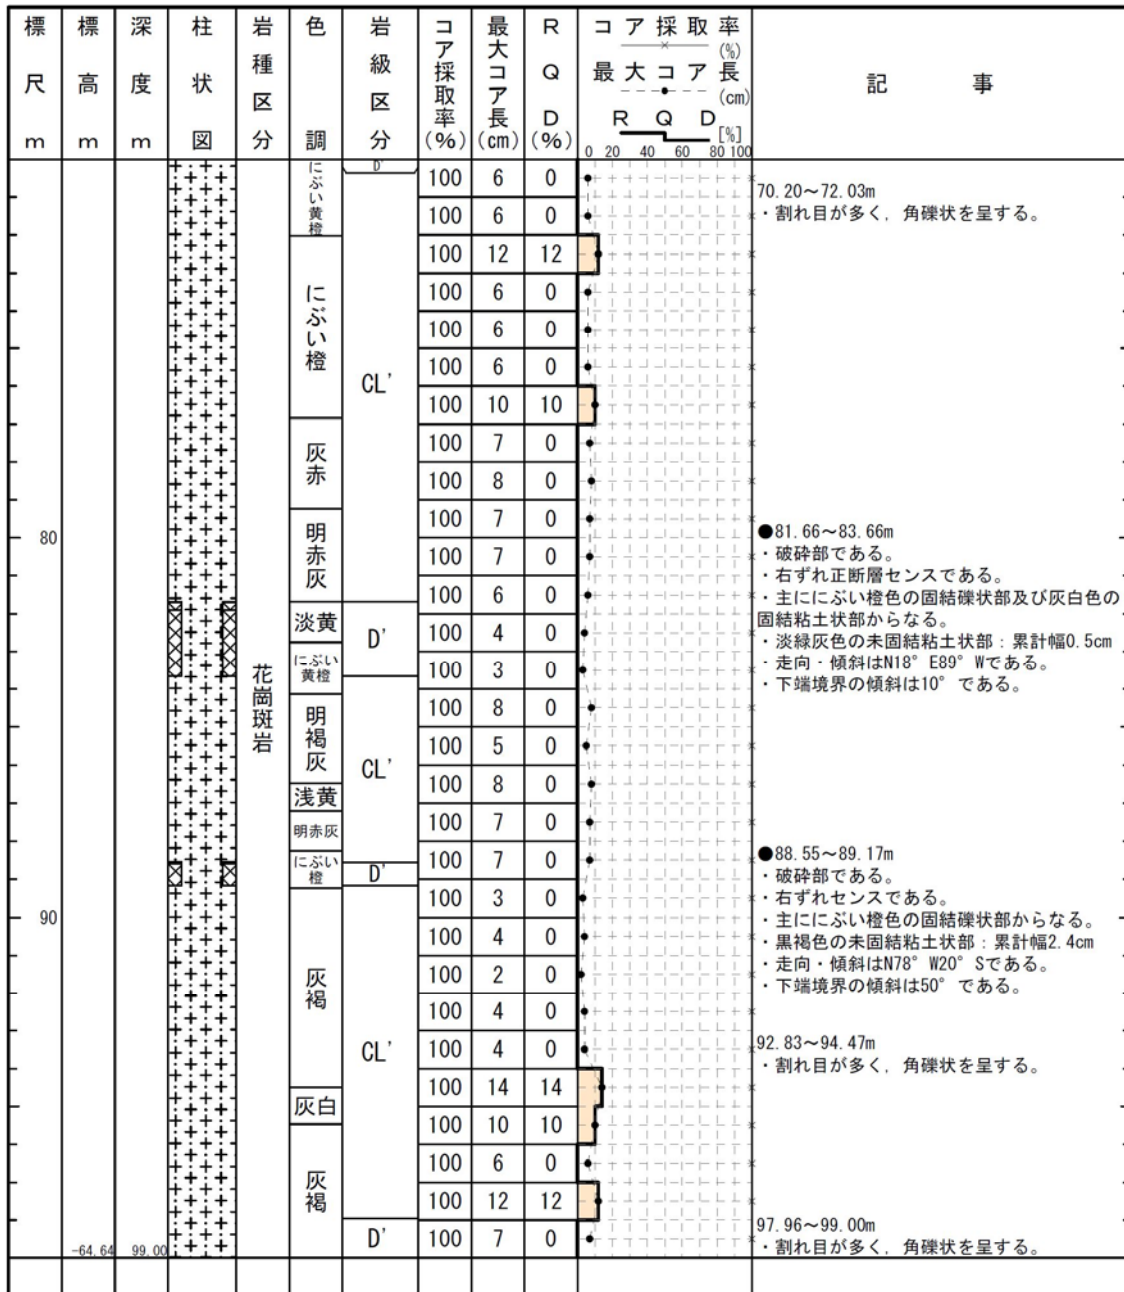 標尺m
標高m
深度m
柱状図
岩種区分
色調
岩級区分
コア採取率(%)
最大コア長(cm)
RQD(%)
コア採取率
(%)
最大コア長
(cm)
RQD
[%]
0 20 40 60 80 100
記事
にぶい黄橙
にぶい橙
灰赤
明赤灰
淡黄
にぶい黄橙
明褐灰
浅黄
明赤灰
にぶい橙
灰褐
灰白
灰褐
D'
CL'
D'
CL'
D'
CL'
D'
花崗斑岩
80
90
-64.64 99.00
100 6 0
100 6 0
100 12 12
100 6 0
100 6 0
100 6 0
100 10 10
100 7 0
100 8 0
100 7 0
100 7 0
100 6 0
100 4 0
100 3 0
100 8 0
100 5 0
100 8 0
100 7 0
100 7 0
100 3 0
100 4 0
100 2 0
100 4 0
100 4 0
100 14 14
100 10 10
100 6 0
100 12 12
100 7 0
70.20～72.03m
・割れ目が多く，角礫状を呈する。
●81.66～83.66m
・破砕部である。
・右ずれ正断層センスである。
・主ににぶい橙色の固結礫状部及び灰白色の
固結粘土状部からなる。
・淡緑灰色の未固結粘土状部：累計幅0.5cm
・走向・傾斜はN18°E89°Wである。
・下端境界の傾斜は10°である。
●88.55～89.17m
・破砕部である。
・右ずれセンスである。
・主ににぶい橙色の固結礫状部からなる。
・黒褐色の未固結粘土状部：累計幅2.4cm
・走向・傾斜はN78°W20°Sである。
・下端境界の傾斜は50°である。
92.83～94.47m
・割れ目が多く，角礫状を呈する。
97.96～99.00m
・割れ目が多く，角礫状を呈する。